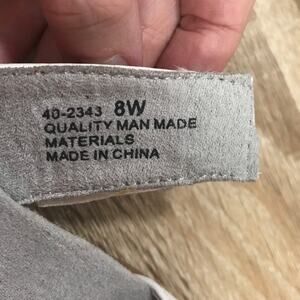 40-2343 8W
QUALITY MAN MADE
MATERIALS
MADE IN CHINA